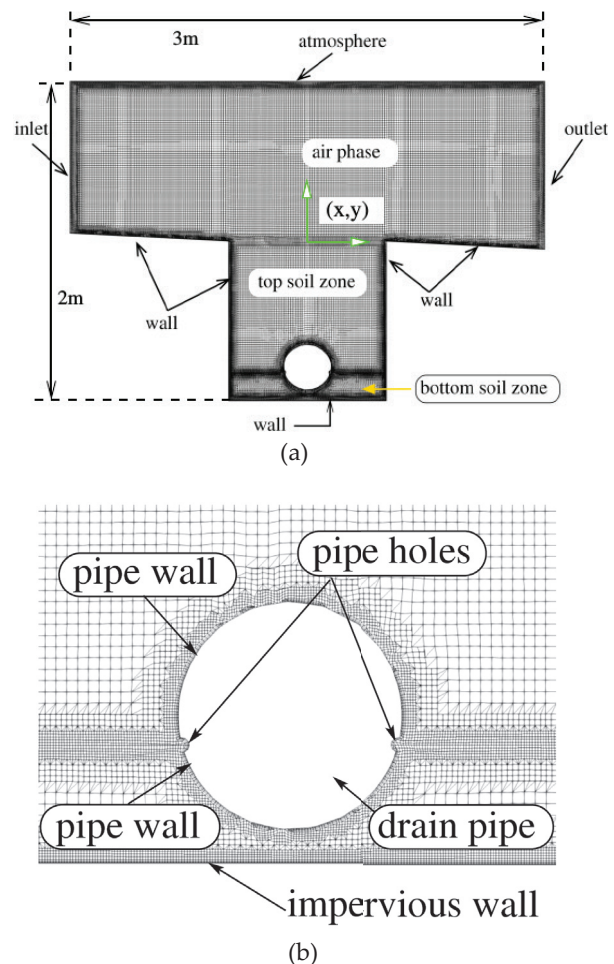 3m
atmosphere
inlet
outlet
air phase
(x,y)
top soil zone
wall
2m
wall
bottom soil zone
wall
(a)
pipe wall
pipe holes
pipe wall
drain pipe
impervious wall
(b)